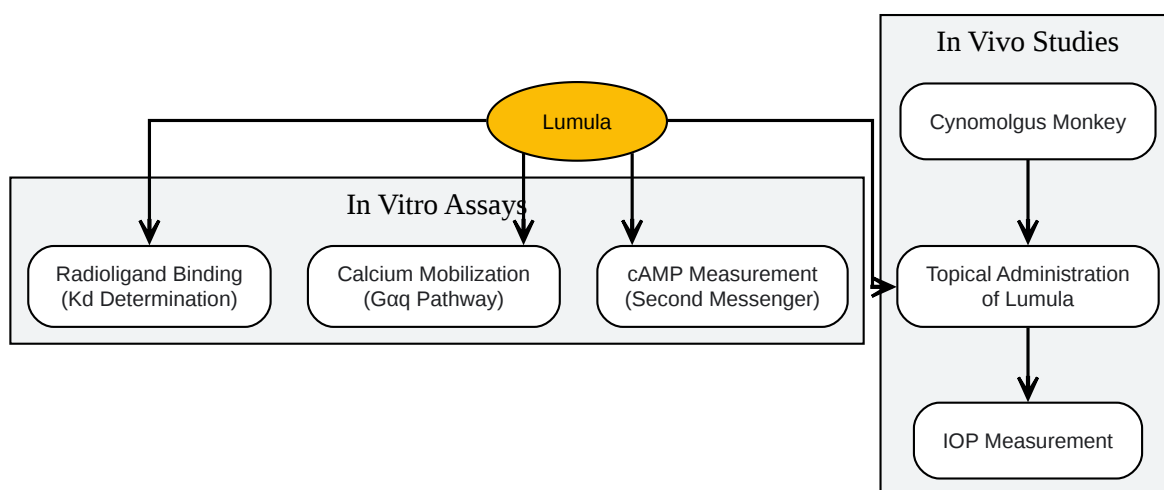 In Vivo Studies
Lumula
Cynomolgus Monkey
In Vitro Assays
Radioligand Binding
(Kd Determination)
Calcium Mobilization
(Gαq Pathway)
cAMP Measurement
(Second Messenger)
Topical Administration
of Lumula
IOP Measurement